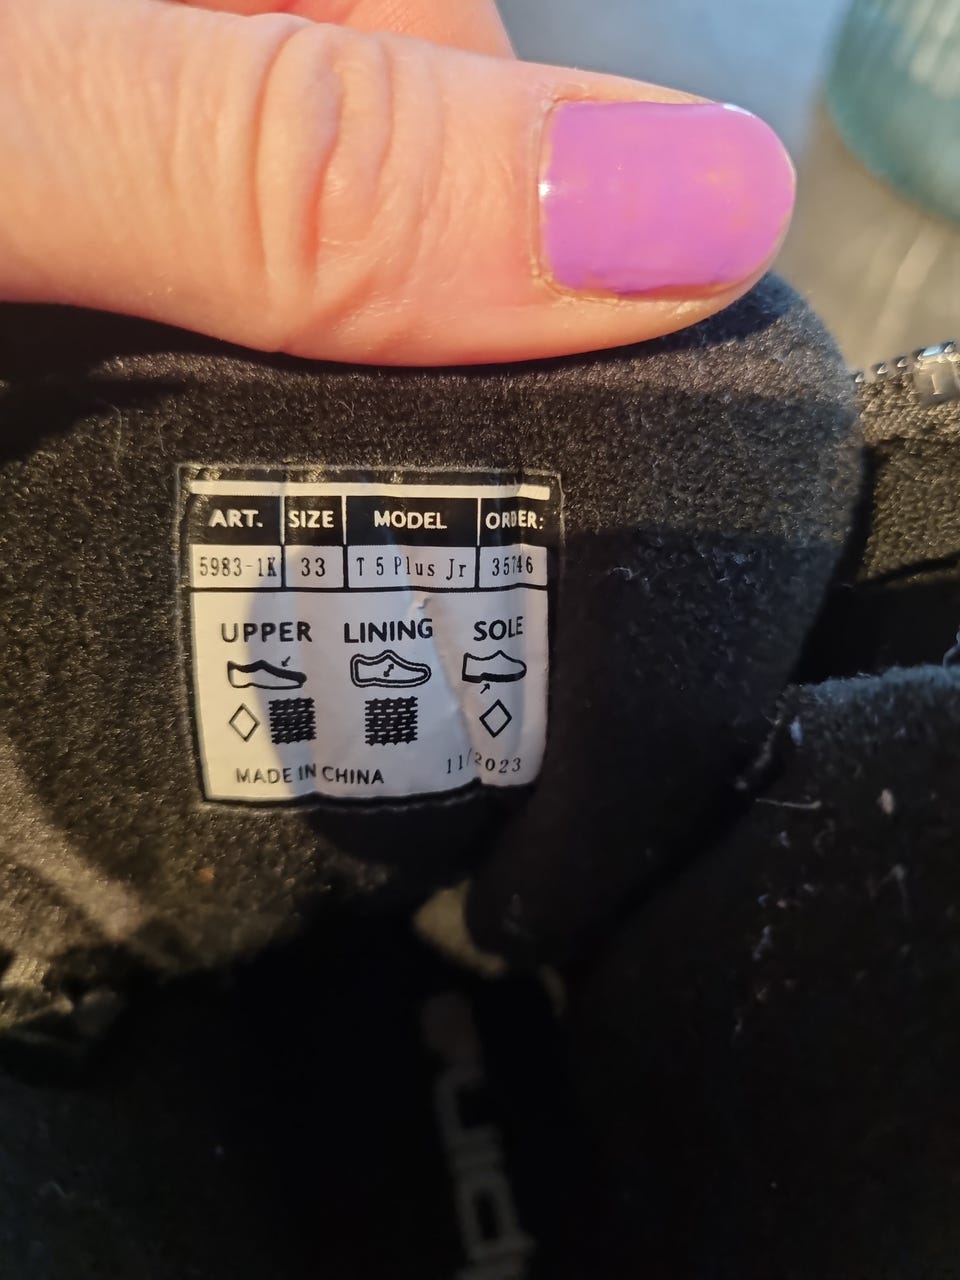 ART. SIZE MODEL ORDER:
5983-1K 33 T 5 Plus Jr 35746
UPPER LINING SOLE
MADE IN CHINA 11/2023